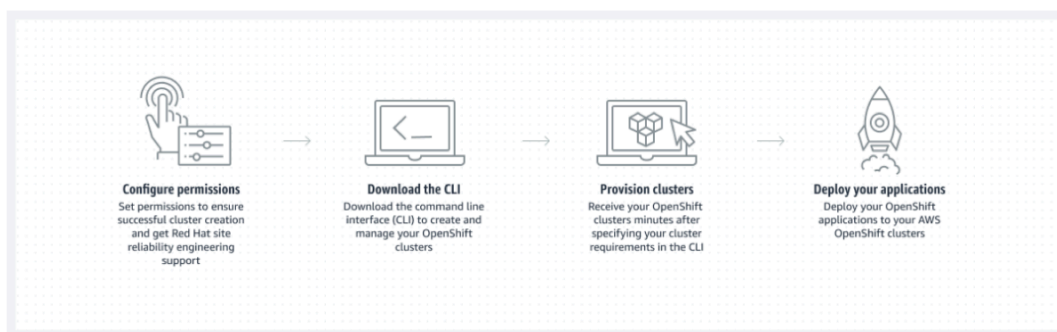 Configure permissions
Set permissions to ensure
successful cluster creation
and get Red Hat site
reliability engineering
support
Download the CLI
Download the command line
interface (CLI) to create and
manage your OpenShift
clusters
Provision clusters
Receive your OpenShift
clusters minutes after
specifying your cluster
requirements in the CLI
Deploy your applications
Deploy your OpenShift
applications to your AWS
OpenShift clusters